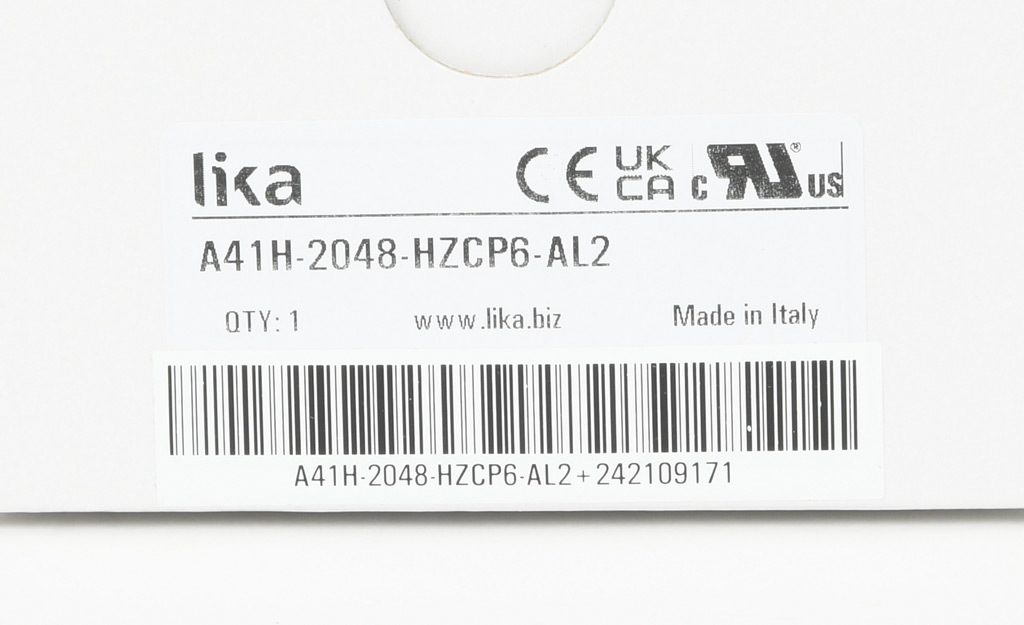 lika CE UK CA c RU ® US
A41H-2048-HZCP6-AL2
QTY: 1 www.lika.biz Made in Italy
A41H-2048-HZCP6-AL2+242109171